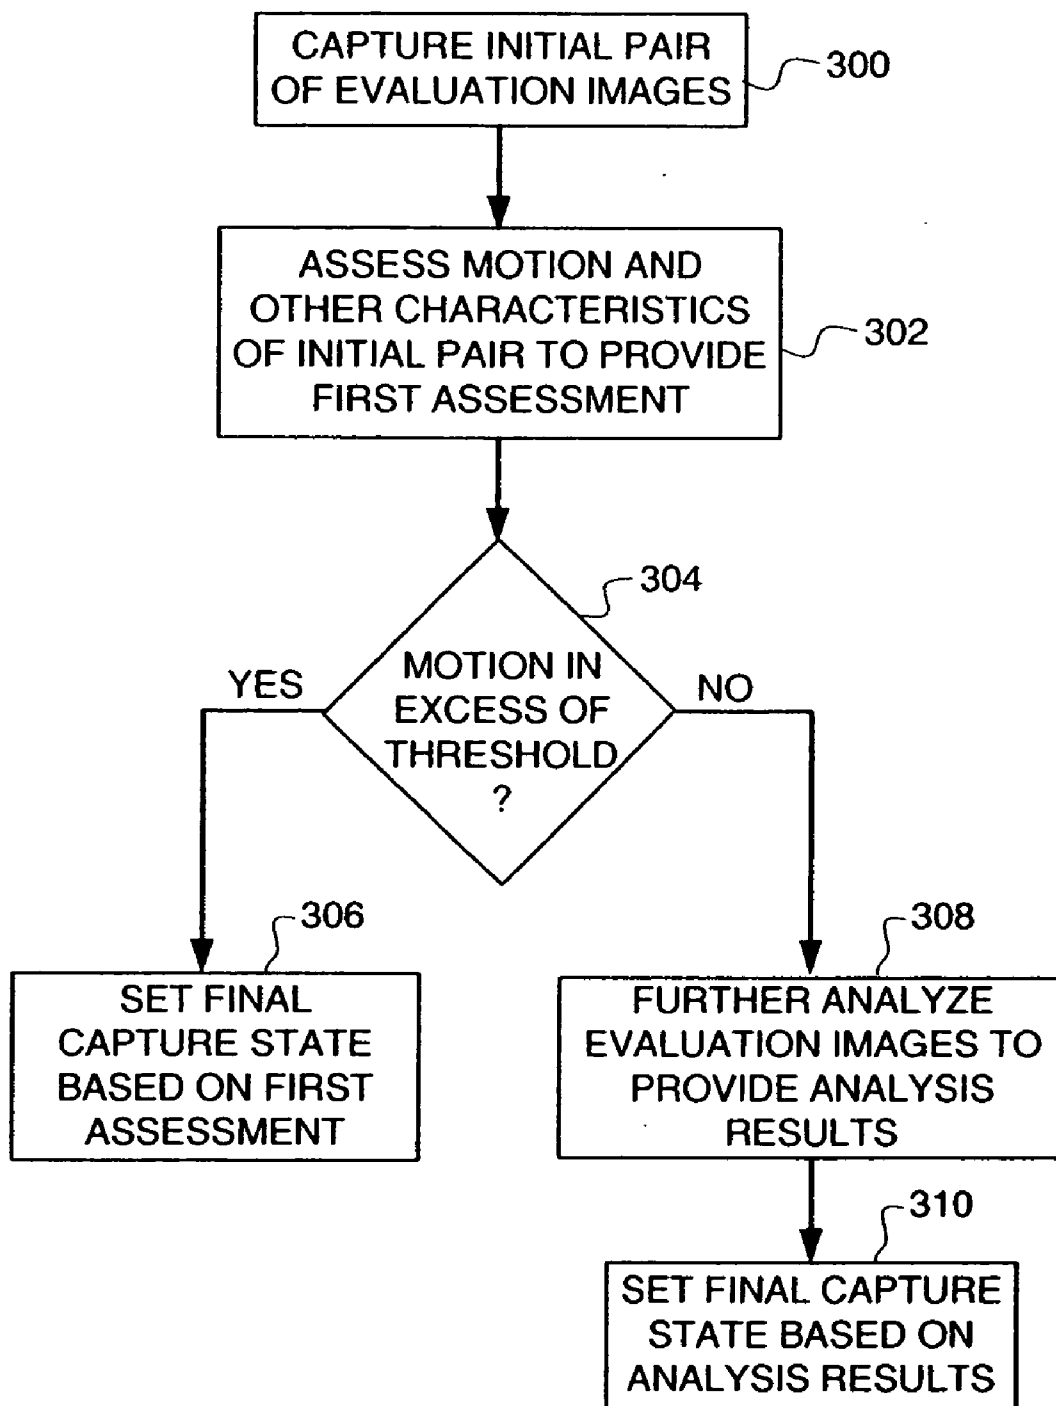 CAPTURE INITIAL PAIR
OF EVALUATION IMAGES
300
ASSESS MOTION AND
OTHER CHARACTERISTICS
OF INITIAL PAIR TO PROVIDE
FIRST ASSESSMENT
302
304
MOTION IN
EXCESS OF
THRESHOLD
?
YES
NO
306
SET FINAL
CAPTURE STATE
BASED ON FIRST
ASSESSMENT
308
FURTHER ANALYZE
EVALUATION IMAGES TO
PROVIDE ANALYSIS
RESULTS
310
SET FINAL CAPTURE
STATE BASED ON
ANALYSIS RESULTS